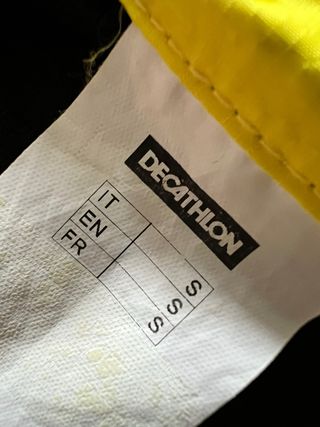 DECATHLON
IT S
EN S
FR S